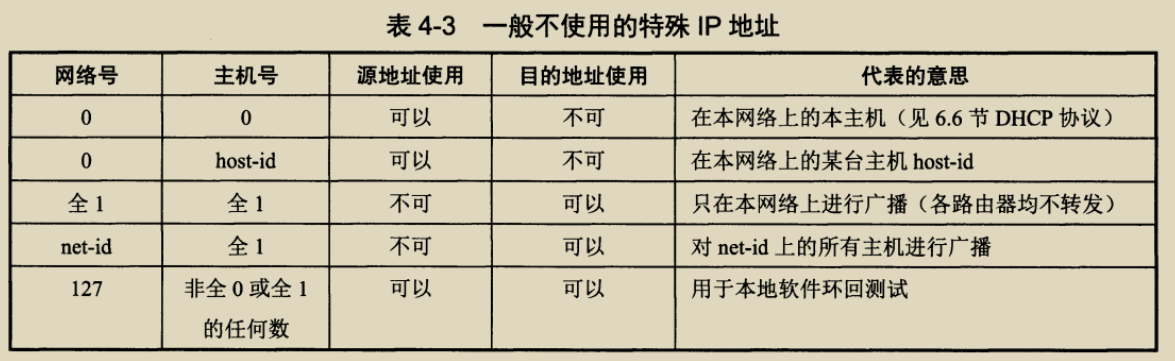 表 4-3 一般不使用的特殊 IP 地址
网络号 主机号 源地址使用 目的地址使用 代表的意思
0 0 可以 不可 在本网络上的本主机（见 6.6 节 DHCP 协议）
0 host-id 可以 不可 在本网络上的某台主机 host-id
全 1 全 1 不可 可以 只在本网络上进行广播（各路由器均不转发）
net-id 全 1 不可 可以 对 net-id 上的所有主机进行广播
127 非全 0 或全 1 可以 可以 用于本地软件环回测试
的任何数